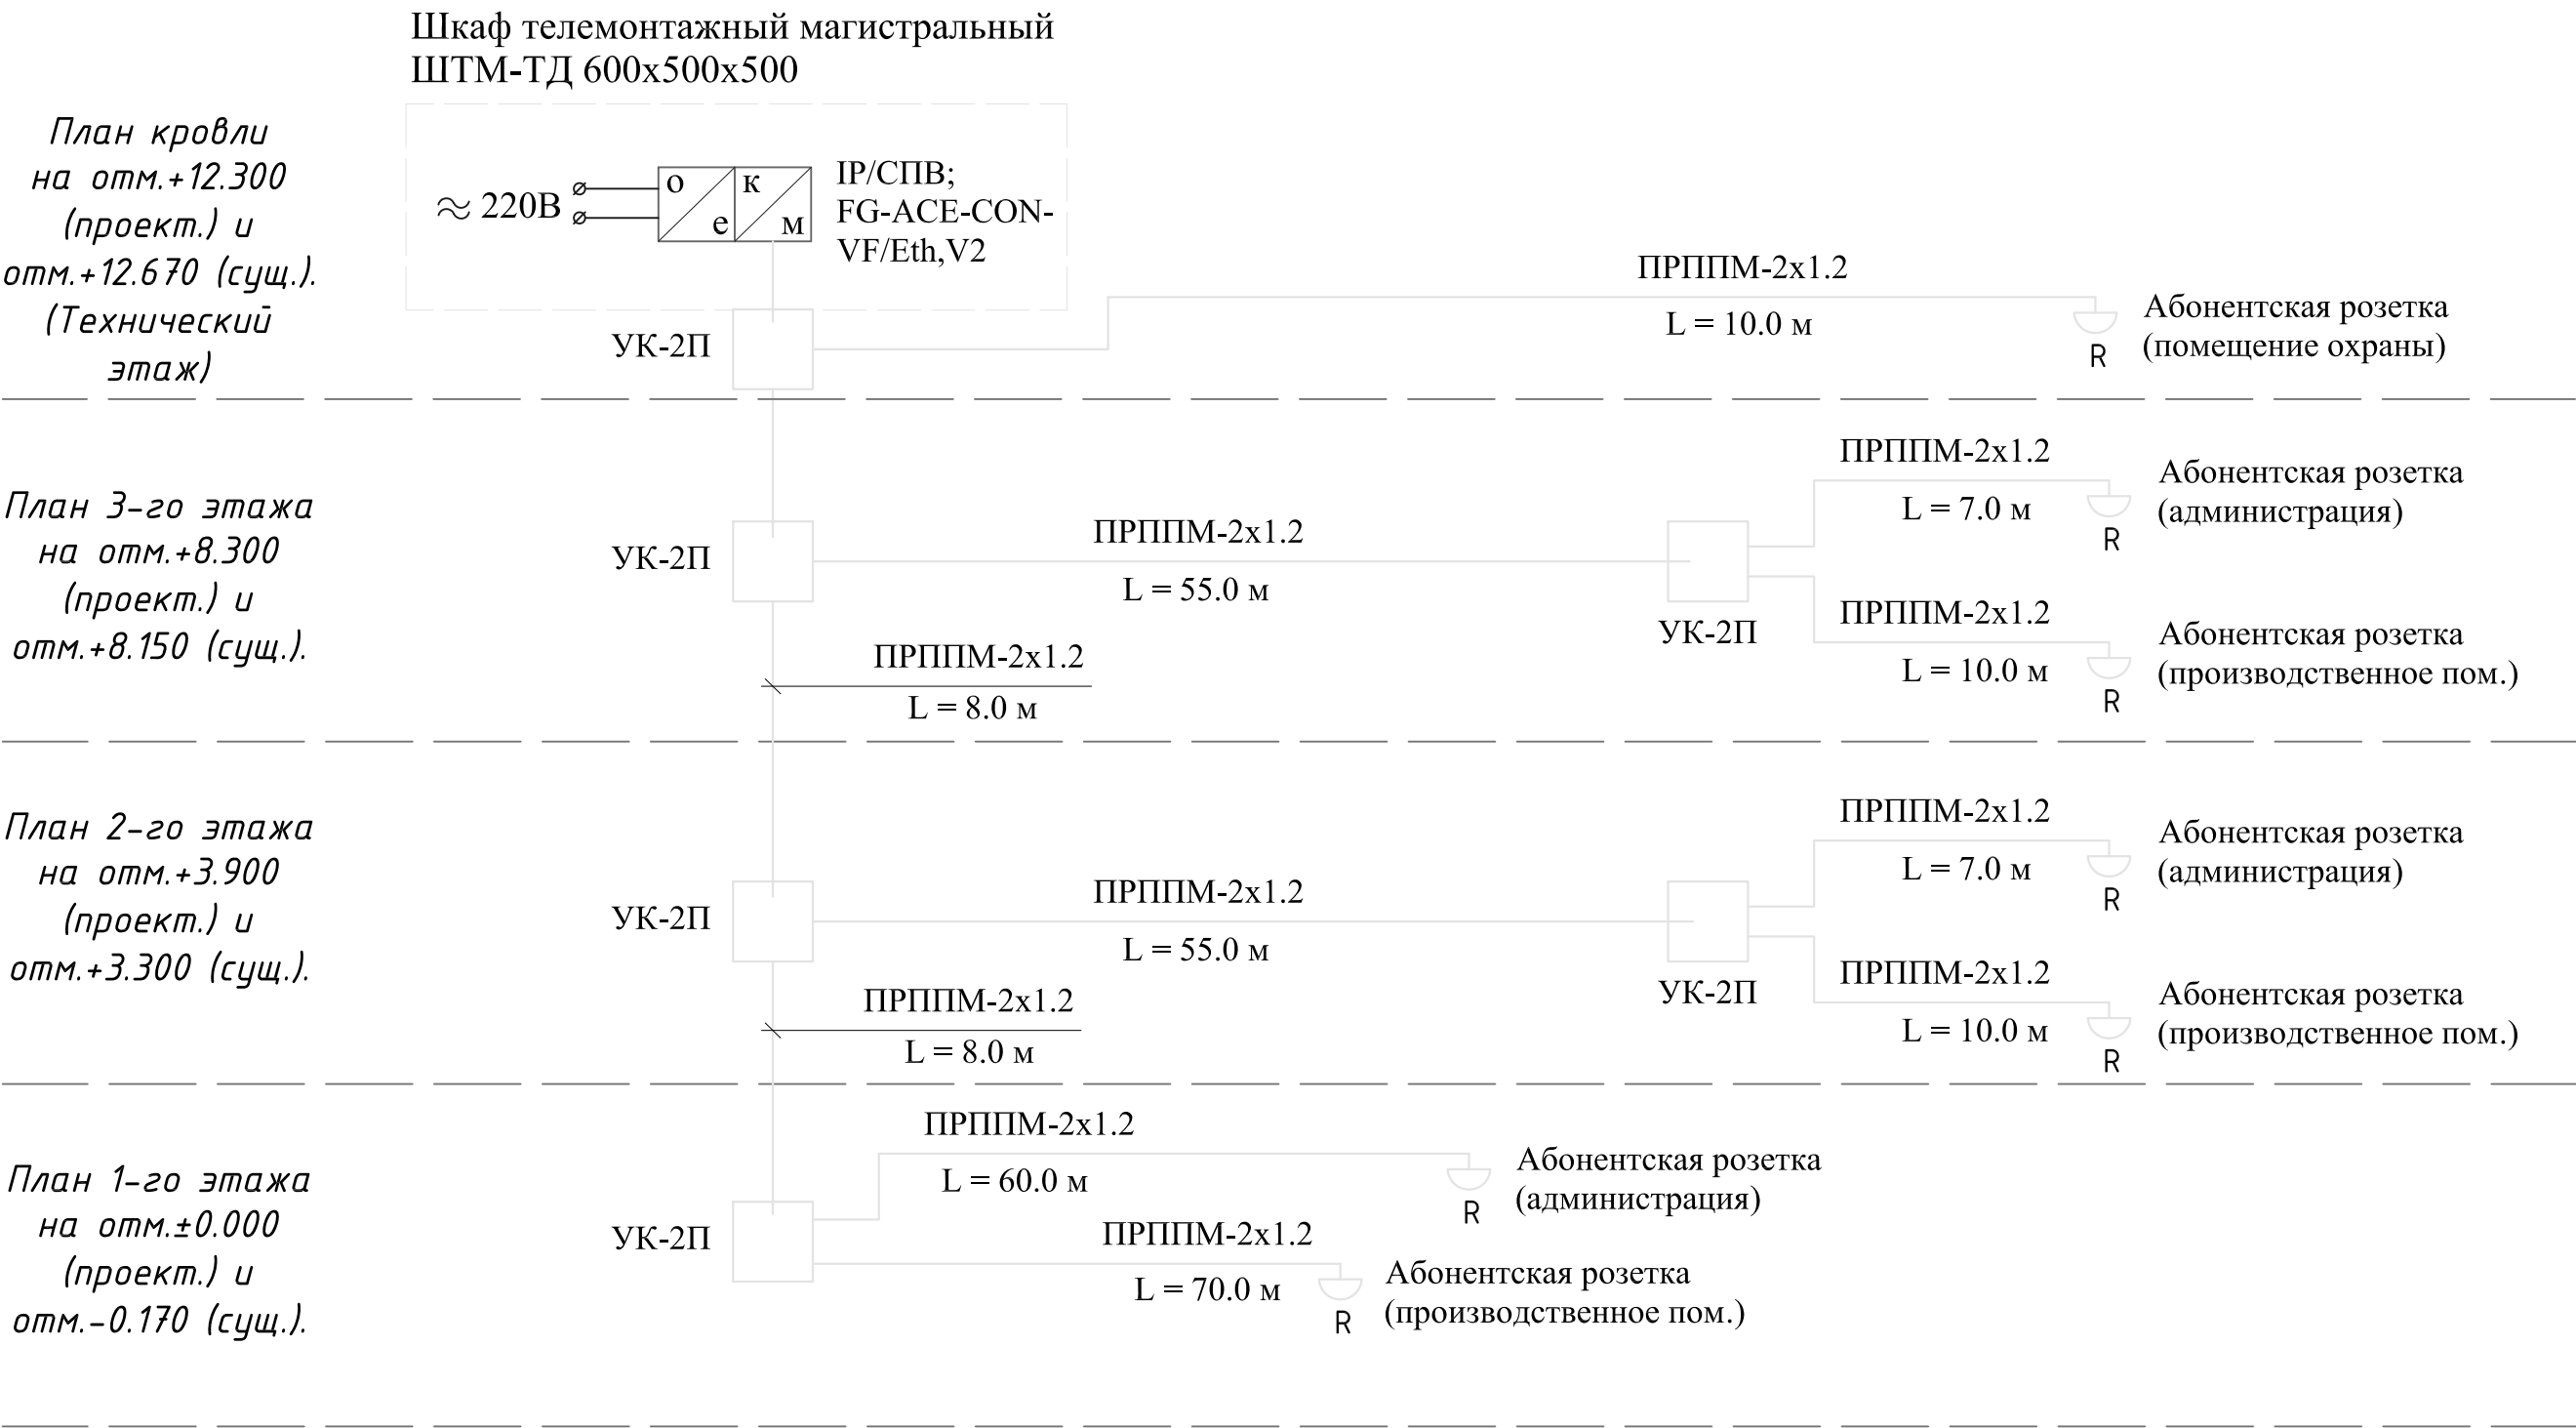 Шкаф телемонтажный магистральный
ШТМ-ТД 600х500х500
План кровли
на отм.+12.300
(проект.) и
отм.+12.670 (сущ.).
(Технический
этаж)
≈ 220В
о
е
к
м
IP/СПВ;
FG-ACE-CON-
VF/Eth,V2
УК-2П
ПРППМ-2х1.2
L = 10.0 м
R
Абонентская розетка
(помещение охраны)
План 3-го этажа
на отм.+8.300
(проект.) и
отм.+8.150 (сущ.).
УК-2П
ПРППМ-2х1.2
L = 55.0 м
УК-2П
ПРППМ-2х1.2
L = 7.0 м
R
Абонентская розетка
(администрация)
ПРППМ-2х1.2
L = 10.0 м
R
Абонентская розетка
(производственное пом.)
ПРППМ-2х1.2
L = 8.0 м
План 2-го этажа
на отм.+3.900
(проект.) и
отм.+3.300 (сущ.).
УК-2П
ПРППМ-2х1.2
L = 55.0 м
УК-2П
ПРППМ-2х1.2
L = 7.0 м
R
Абонентская розетка
(администрация)
ПРППМ-2х1.2
L = 10.0 м
R
Абонентская розетка
(производственное пом.)
ПРППМ-2х1.2
L = 8.0 м
План 1-го этажа
на отм.±0.000
(проект.) и
отм.-0.170 (сущ.).
УК-2П
ПРППМ-2х1.2
L = 60.0 м
R
Абонентская розетка
(администрация)
ПРППМ-2х1.2
L = 70.0 м
R
Абонентская розетка
(производственное пом.)